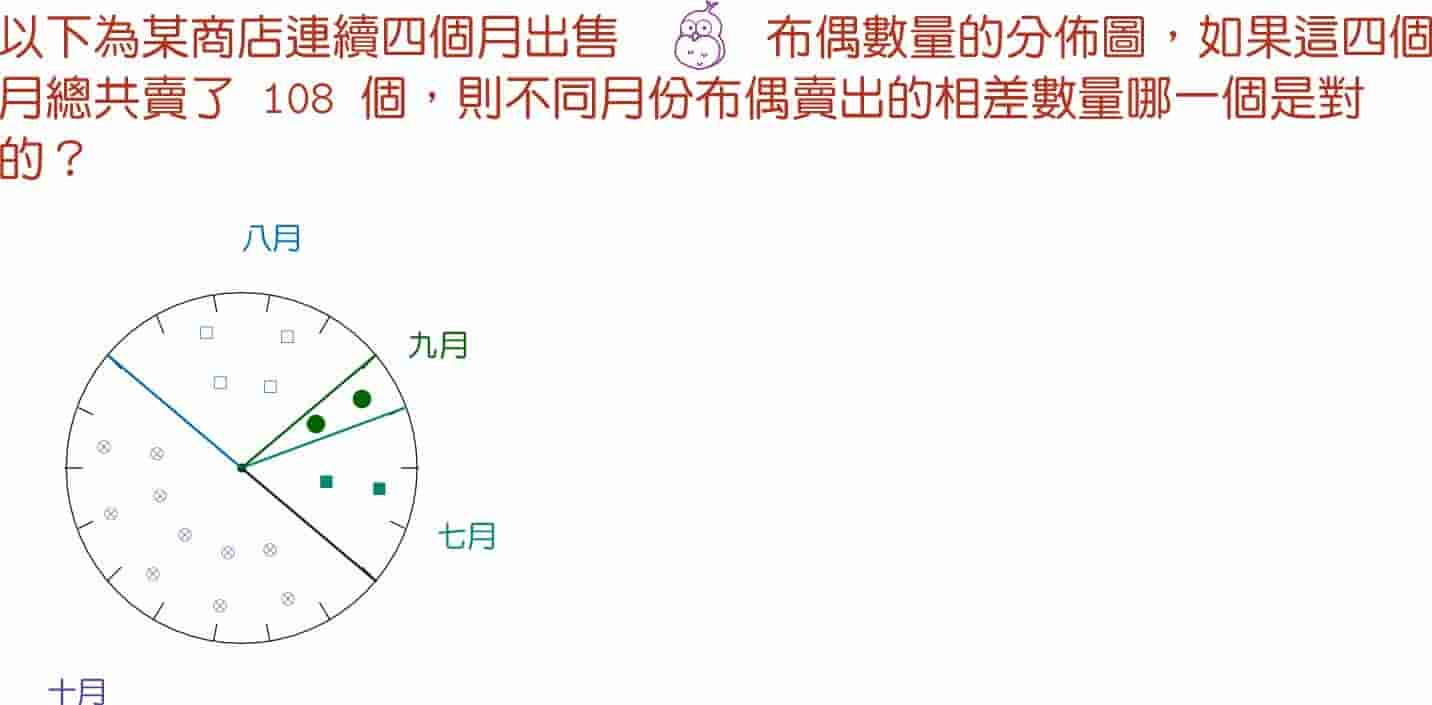 以下為某商店連續四個月出售 布偶數量的分佈圖，如果這四個
月總共賣了 108 個，則不同月份布偶賣出的相差數量哪一個是對
的？
八月
九月
七月
十月